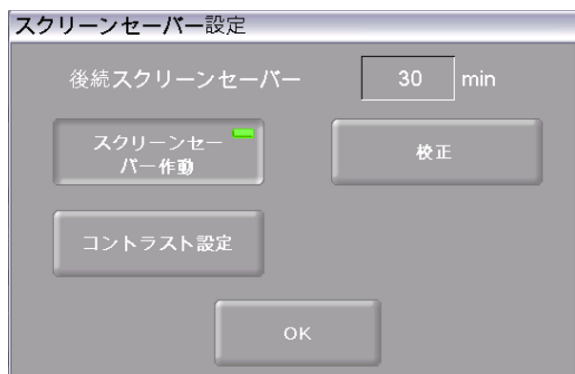 スクリーンセーバー設定
後続スクリーンセーバー 30 min
スクリーンセー
バー作動
校正
コントラスト設定
OK